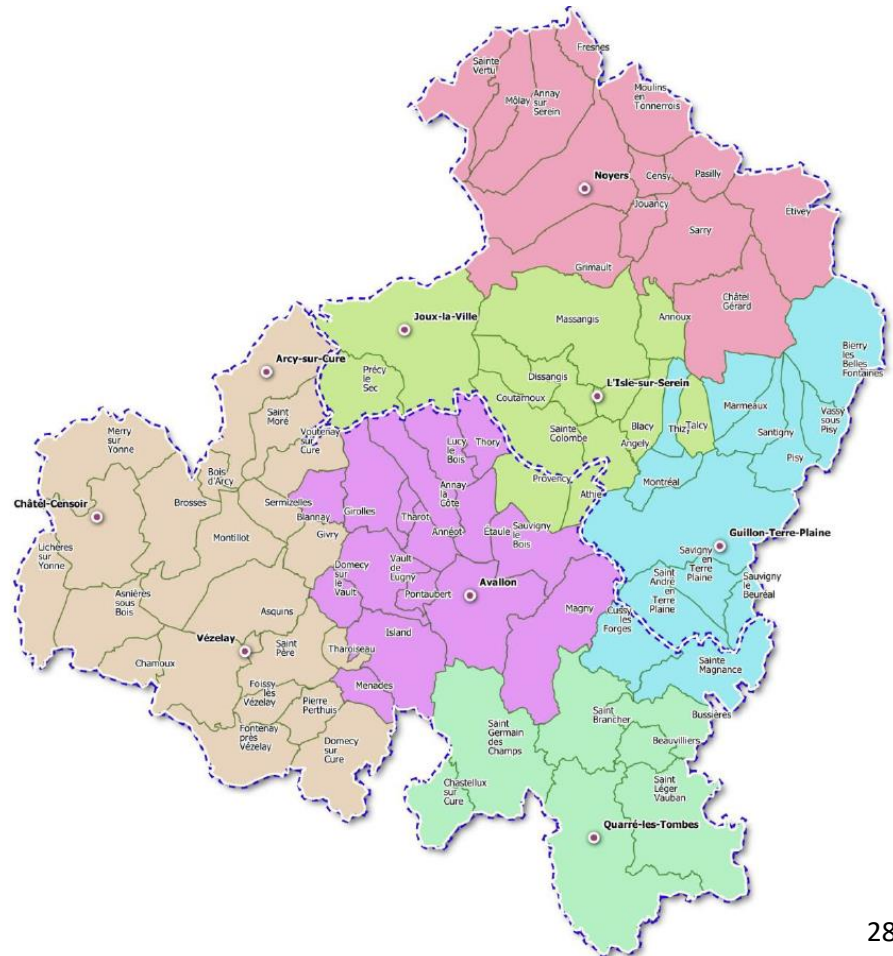 Fresnes
Sainte
Vertu
Môlay
Annay
sur
Serein
Moulins
en
Tonnerrois
Noyers
Censy
Pasilly
Jouancy
Sarry
Étivey
Grimault
Châtel
Gérard
Joux-la-Ville
Massangis
Annoux
Bierry
les
Belles
Fontaines
Arcy-sur-Cure
Précy
le
Sec
Dissangis
L'Isle-sur-Serein
Coutarnoux
Marmeaux
Vassy
sous
Pisy
Saint
Moré
Sainte
Colombe
Blacy
Angely
Thizy
Talcy
Santigny
Pisy
Merry
sur
Yonne
Voutenay
sur
Cure
Lucy
le
Bois
Thory
Bois
d'Arcy
Annay
la
Côte
Provency
Athie
Montréal
Châtel-Censoir
Brosses
Sermizelles
Blannay
Girolles
Tharot
Annéot
Etaule
Sauvigny
le
Bois
Guillon-Terre-Plaine
Lichères
sur
Yonne
Montillot
Givry
Domecy
sur
le
Vault
Vault
de
Lugny
Pontaubert
Avallon
Savigny
en
Terre
Plaine
Saint
André
en
Terre
Plaine
Sauvigny
le
Beuréal
Asnières
sous
Bois
Asquins
Magny
Cussy
les
Forges
Vézelay
Saint
Père
Tharoiseau
Island
Chamoux
Sainte
Magnance
Foissy
lès
Vézelay
Menades
Pierre
Perthuis
Fontenay
près
Vézelay
Domecy
sur
Cure
Saint
Germain
des
Champs
Saint
Brancher
Bussières
Beauvilliers
Chastellux
sur
Cure
Saint
Léger
Vauban
Quarré-les-Tombes
28